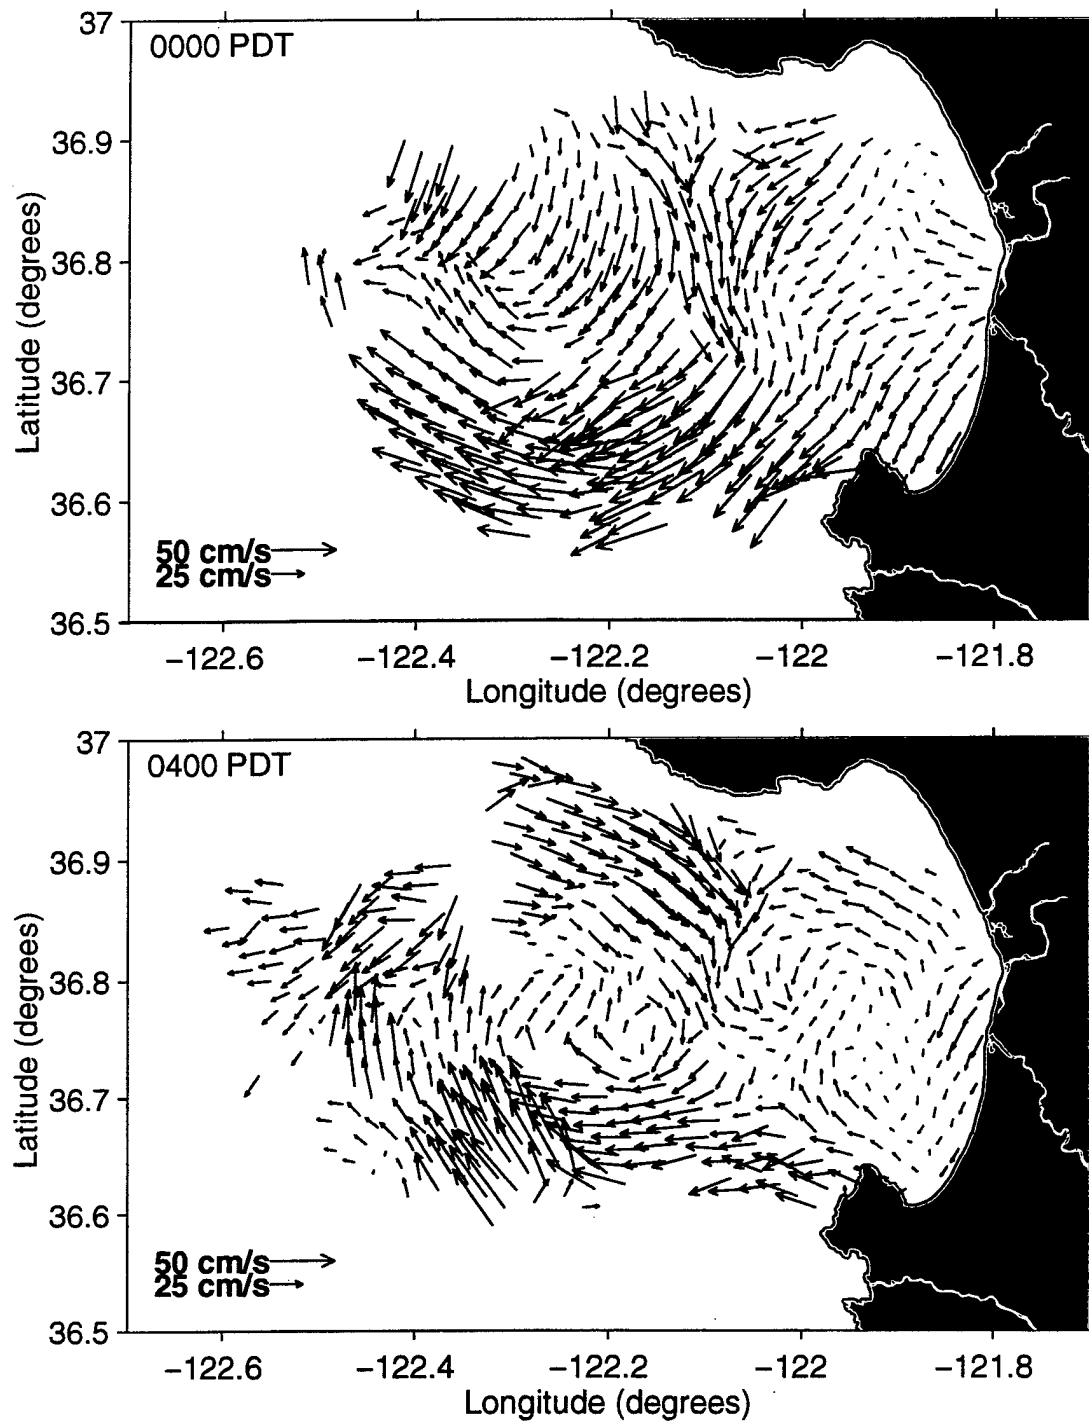 37
0000 PDT
36.9
36.8
36.7
36.6
36.5
Latitude (degrees)
50 cm/s
25 cm/s
−122.6
−122.4
−122.2
−122
−121.8
Longitude (degrees)
37
0400 PDT
36.9
36.8
36.7
36.6
36.5
Latitude (degrees)
50 cm/s
25 cm/s
−122.6
−122.4
−122.2
−122
−121.8
Longitude (degrees)